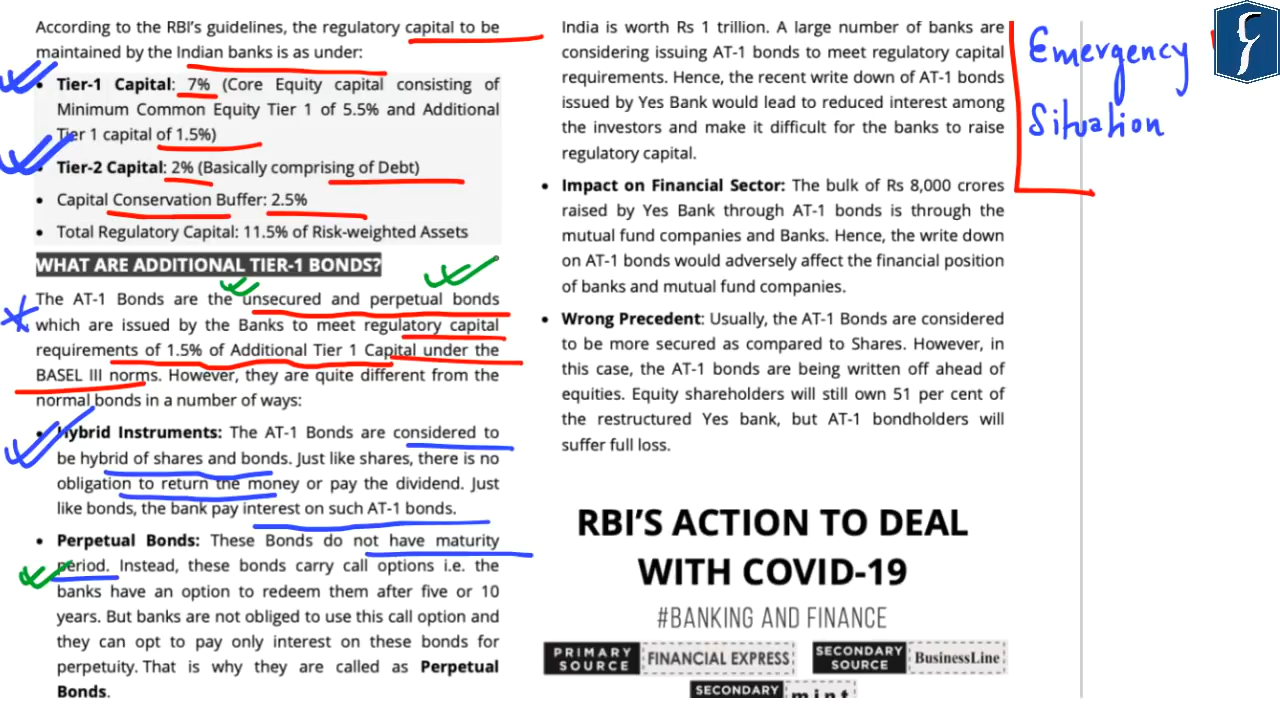 According to the RBI's guidelines, the regulatory capital to be
maintained by the Indian banks is as under:
• Tier-1 Capital: 7% (Core Equity capital consisting of
Minimum Common Equity Tier 1 of 5.5% and Additional
Tier 1 capital of 1.5%)
• Tier-2 Capital: 2% (Basically comprising of Debt)
• Capital Conservation Buffer: 2.5%
• Total Regulatory Capital: 11.5% of Risk-weighted Assets
WHAT ARE ADDITIONAL TIER-1 BONDS?
The AT-1 Bonds are the unsecured and perpetual bonds
which are issued by the Banks to meet regulatory capital
requirements of 1.5% of Additional Tier 1 Capital under the
BASEL III norms. However, they are quite different from the
normal bonds in a number of ways:
• Hybrid Instruments: The AT-1 Bonds are considered to
be hybrid of shares and bonds. Just like shares, there is no
obligation to return the money or pay the dividend. Just
like bonds, the bank pay interest on such AT-1 bonds.
• Perpetual Bonds: These Bonds do not have maturity
period. Instead, these bonds carry call options i.e. the
banks have an option to redeem them after five or 10
years. But banks are not obliged to use this call option and
they can opt to pay only interest on these bonds for
perpetuity. That is why they are called as Perpetual
Bonds.
India is worth Rs 1 trillion. A large number of banks are
considering issuing AT-1 bonds to meet regulatory capital
requirements. Hence, the recent write down of AT-1 bonds
issued by Yes Bank would lead to reduced interest among
the investors and make it difficult for the banks to raise
regulatory capital.
• Impact on Financial Sector: The bulk of Rs 8,000 crores
raised by Yes Bank through AT-1 bonds is through the
mutual fund companies and Banks. Hence, the write down
on AT-1 bonds would adversely affect the financial position
of banks and mutual fund companies.
• Wrong Precedent: Usually, the AT-1 Bonds are considered
to be more secured as compared to Shares. However, in
this case, the AT-1 bonds are being written off ahead of
equities. Equity shareholders will still own 51 per cent of
the restructured Yes bank, but AT-1 bondholders will
suffer full loss.
RBI'S ACTION TO DEAL
WITH COVID-19
#BANKING AND FINANCE
PRIMARY SOURCE FINANCIAL EXPRESS SECONDARY SOURCE BusinessLine
SECONDARY mint
Emergency
Situation